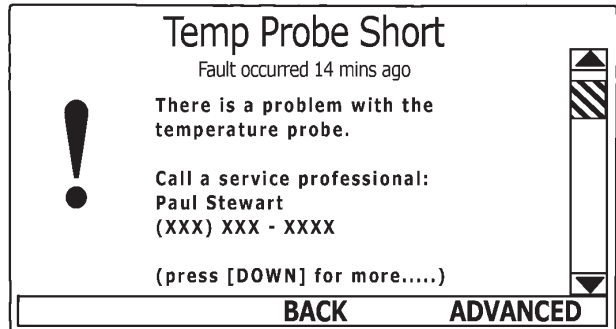 Temp Probe Short
Fault occurred 14 mins ago
There is a problem with the
temperature probe.
Call a service professional:
Paul Stewart
(XXX) XXX - XXXX
(press [DOWN] for more.....)
BACK ADVANCED